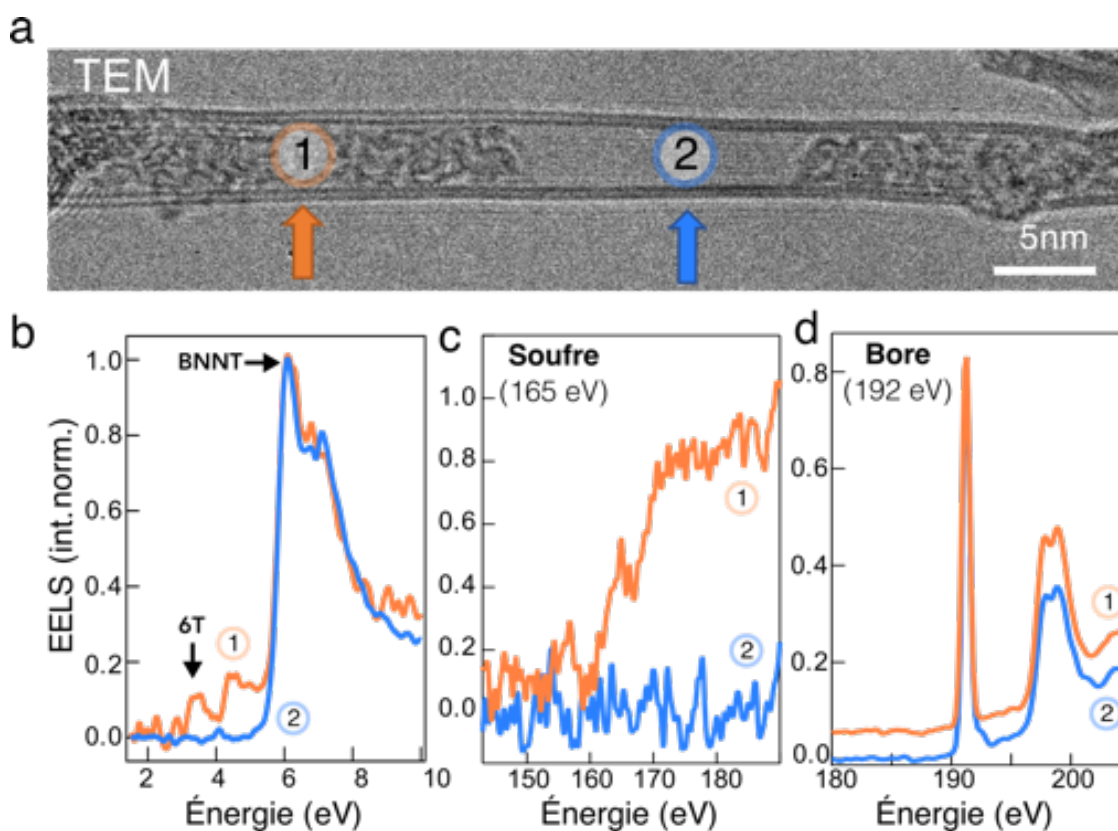 a
TEM
1
2
5nm
b
c
d
EELS (int. norm.)
1.0
0.8
0.6
0.4
0.2
0.0
BNNT
6T
1
2
2
4
6
8
10
Énergie (eV)
Soufre
(165 eV)
1.0
0.8
0.6
0.4
0.2
0.0
1
2
150
160
170
180
Énergie (eV)
Bore
(192 eV)
0.8
0.6
0.4
0.2
0.0
1
2
180
190
200
Énergie (eV)